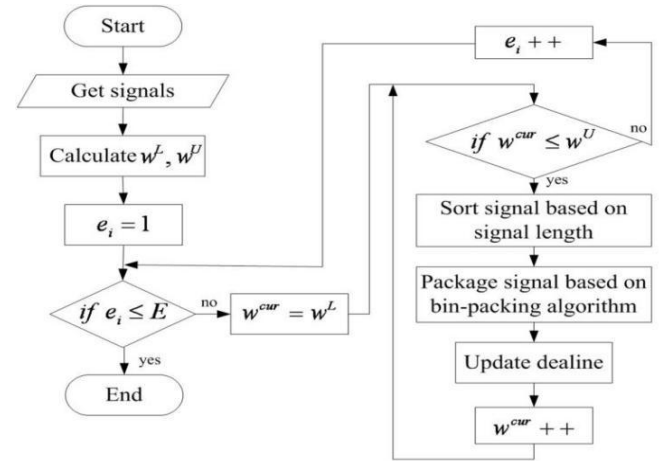 Start
Get signals
Calculate w^L, w^U
e_i = 1
if e_i ≤ E
no
yes
End
w^cur = w^L
e_i ++
if w^cur ≤ w^U
no
yes
Sort signal based on
signal length
Package signal based on
bin-packing algorithm
Update dealine
w^cur ++